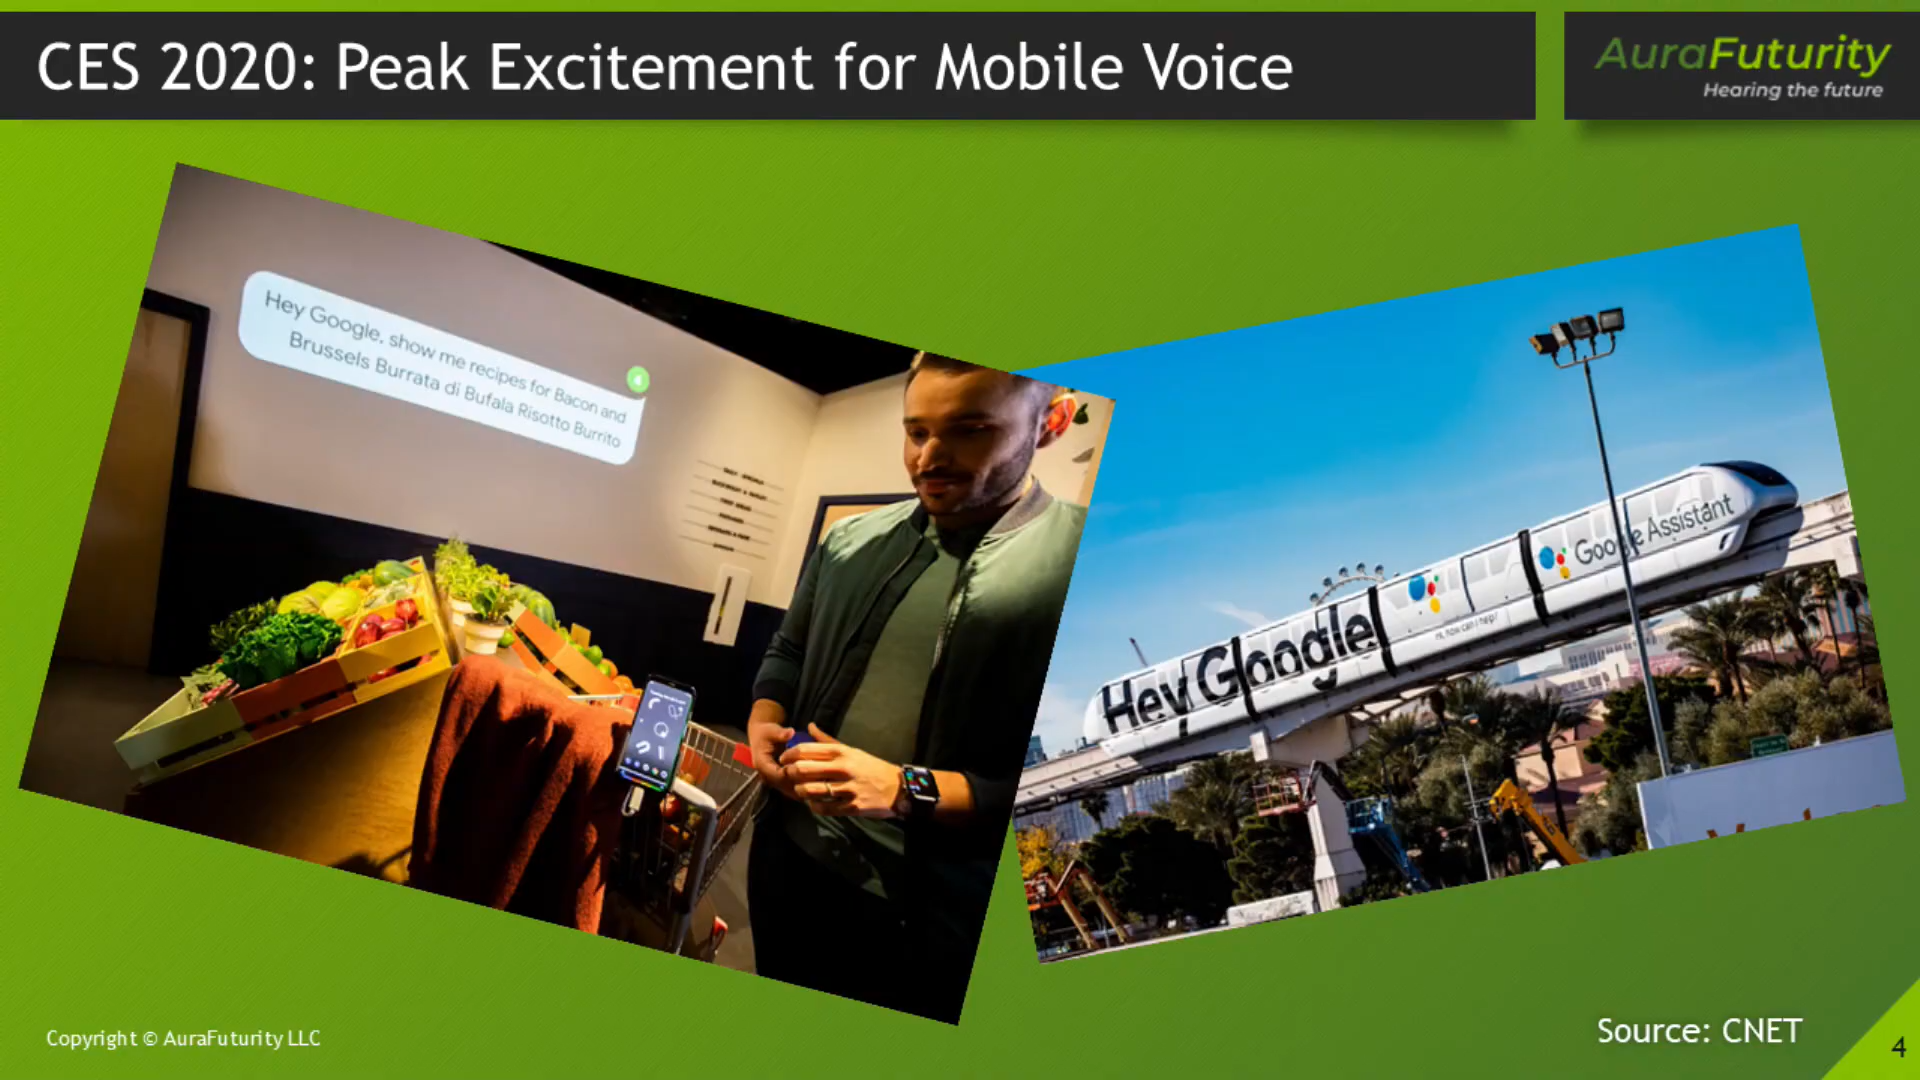 CES 2020: Peak Excitement for Mobile Voice
AuraFuturity
Hearing the future
Hey Google, show me recipes for Bacon and
Brussels Burrata di Bufala Risotto Burrito
Hey Google
Hi, how can I help?
Google Assistant
Copyright © AuraFuturity LLC
Source: CNET
4